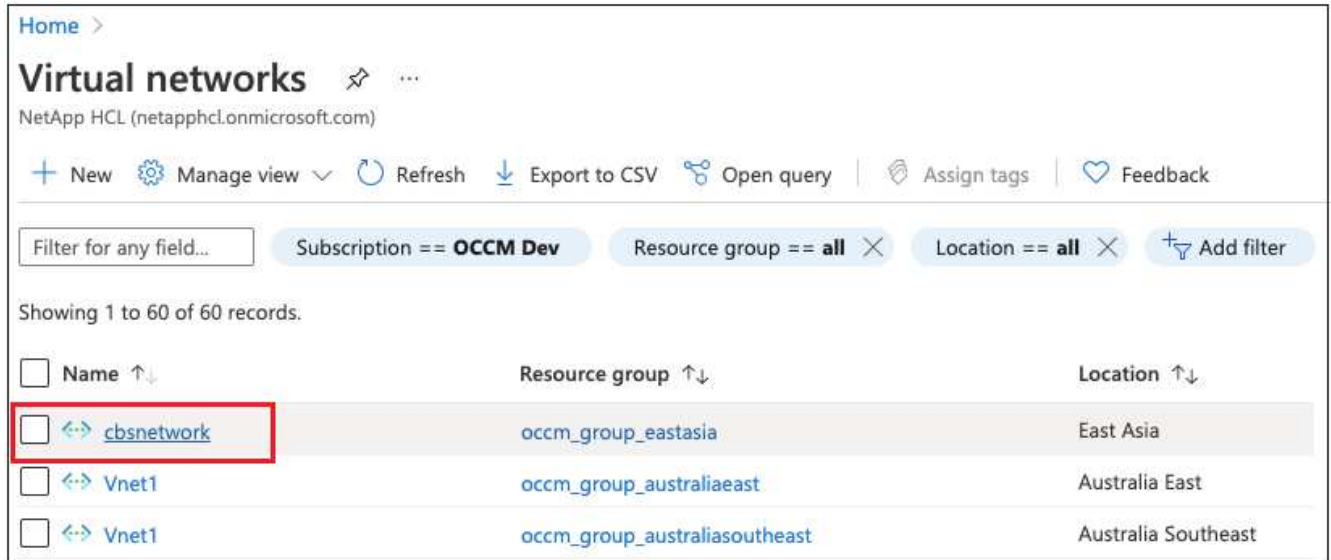 Home >
Virtual networks ...
NetApp HCL (netapphcl.onmicrosoft.com)
+ New Manage view Refresh Export to CSV Open query Assign tags Feedback
Filter for any field... Subscription == OCCM Dev Resource group == all Location == all Add filter
Showing 1 to 60 of 60 records.
Name ↑↓ Resource group ↑↓ Location ↑↓
cbsnetwork occm_group_eastasia East Asia
Vnet1 occm_group_australiaeast Australia East
Vnet1 occm_group_australiasoutheast Australia Southeast